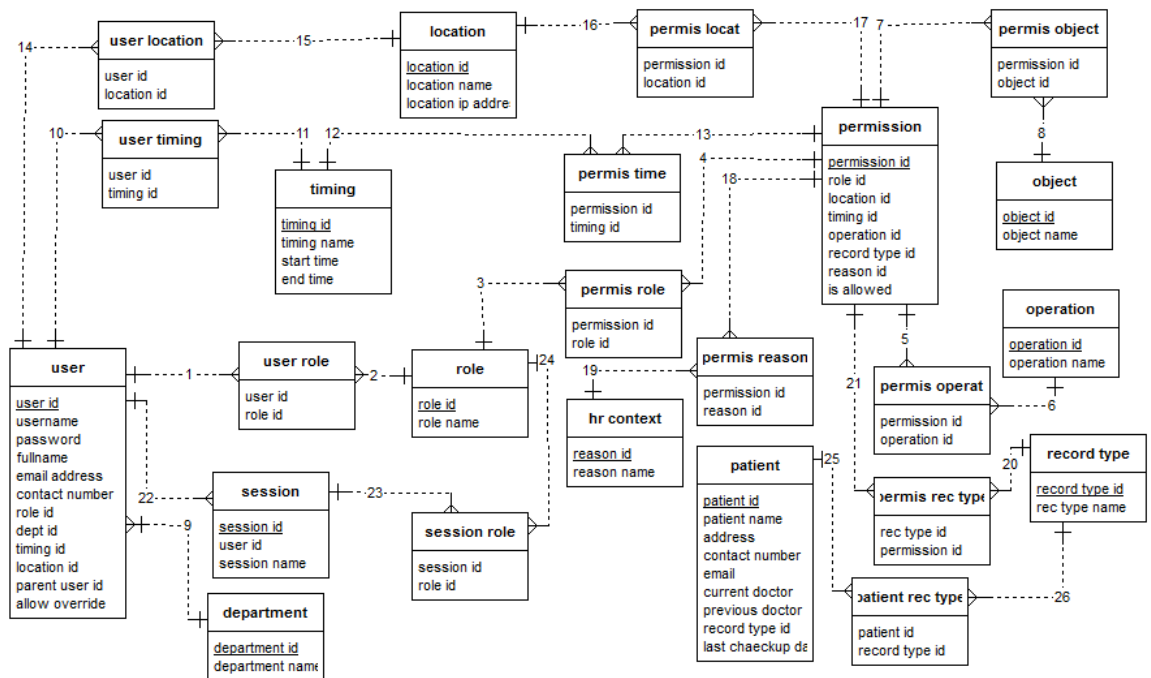 user location
user id
location id
location
location id
location name
location ip addre
permis locat
permission id
location id
permis object
permission id
object id
14
15
16
17
7
user timing
user id
timing id
10
11
12
13
timing
timing id
timing name
start time
end time
permis time
permission id
timing id
4
18
permission
permission id
role id
location id
timing id
operation id
record type id
reason id
is allowed
8
object
object id
object name
3
permis role
permission id
role id
operation
operation id
operation name
5
6
21
user
user id
username
password
fullname
email address
contact number
role id
dept id
timing id
location id
parent user id
allow override
1
user role
user id
role id
2
role
role id
role name
24
19
permis reason
permission id
reason id
hr context
reason id
reason name
permis operat
permission id
operation id
22
9
session
session id
user id
session name
23
session role
session id
role id
patient
patient id
patient name
address
contact number
email
current doctor
previous doctor
record type id
last chaeckup da
25
permis rec type
rec type id
permission id
20
record type
record type id
rec type name
26
patient rec type
patient id
record type id
department
department id
department name